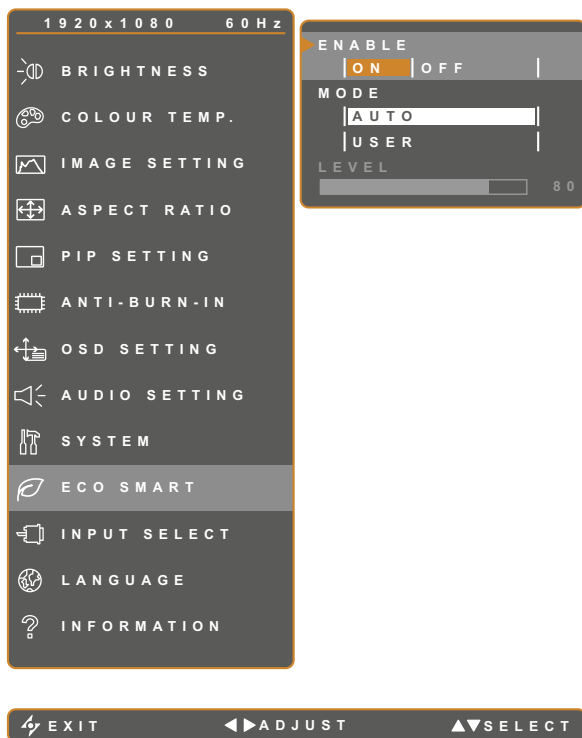 1920x1080 60Hz
BRIGHTNESS
COLOUR TEMP.
IMAGE SETTING
ASPECT RATIO
PIP SETTING
ANTI-BURN-IN
OSD SETTING
AUDIO SETTING
SYSTEM
ECO SMART
INPUT SELECT
LANGUAGE
INFORMATION
ENABLE
ON OFF
MODE
AUTO
USER
LEVEL
80
EXIT ADJUST SELECT